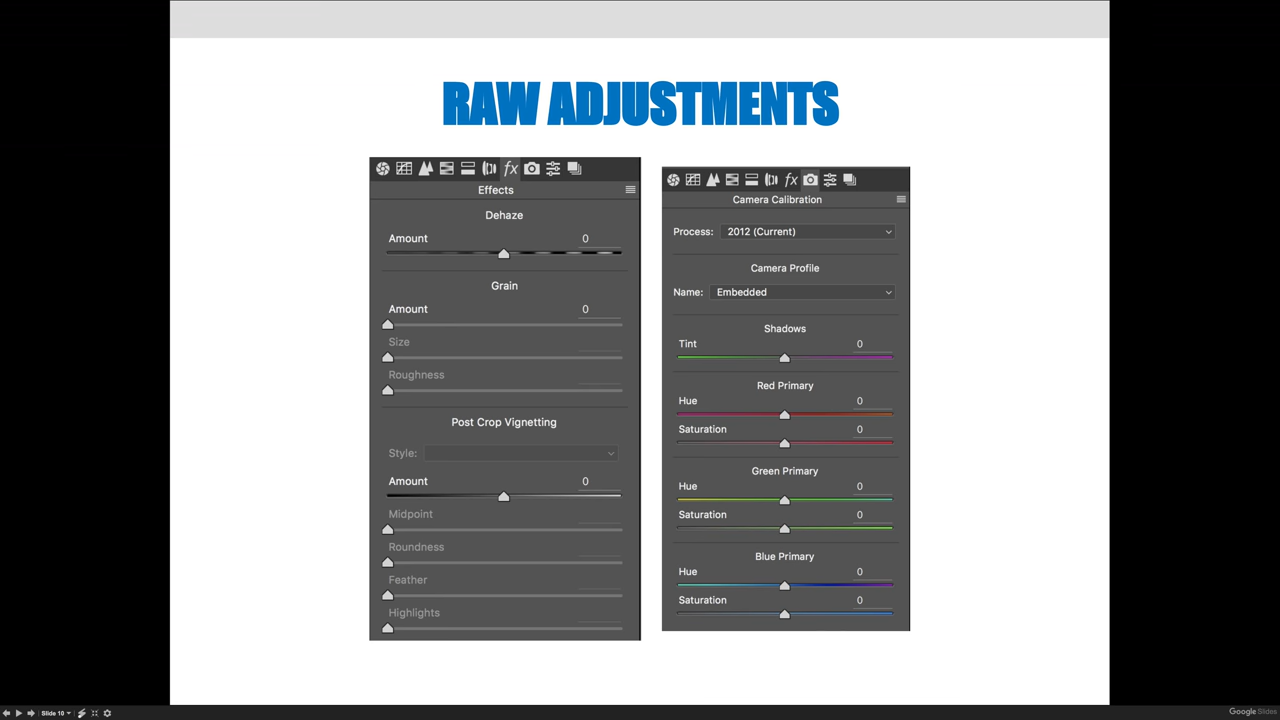 RAW ADJUSTMENTS
fx
Effects
Dehaze
Amount 0
Grain
Amount 0
Size
Roughness
Post Crop Vignetting
Style:
Amount 0
Midpoint
Roundness
Feather
Highlights
fx
Camera Calibration
Process: 2012 (Current)
Camera Profile
Name: Embedded
Shadows
Tint 0
Red Primary
Hue 0
Saturation 0
Green Primary
Hue 0
Saturation 0
Blue Primary
Hue 0
Saturation 0
Slide 10
Google Slides